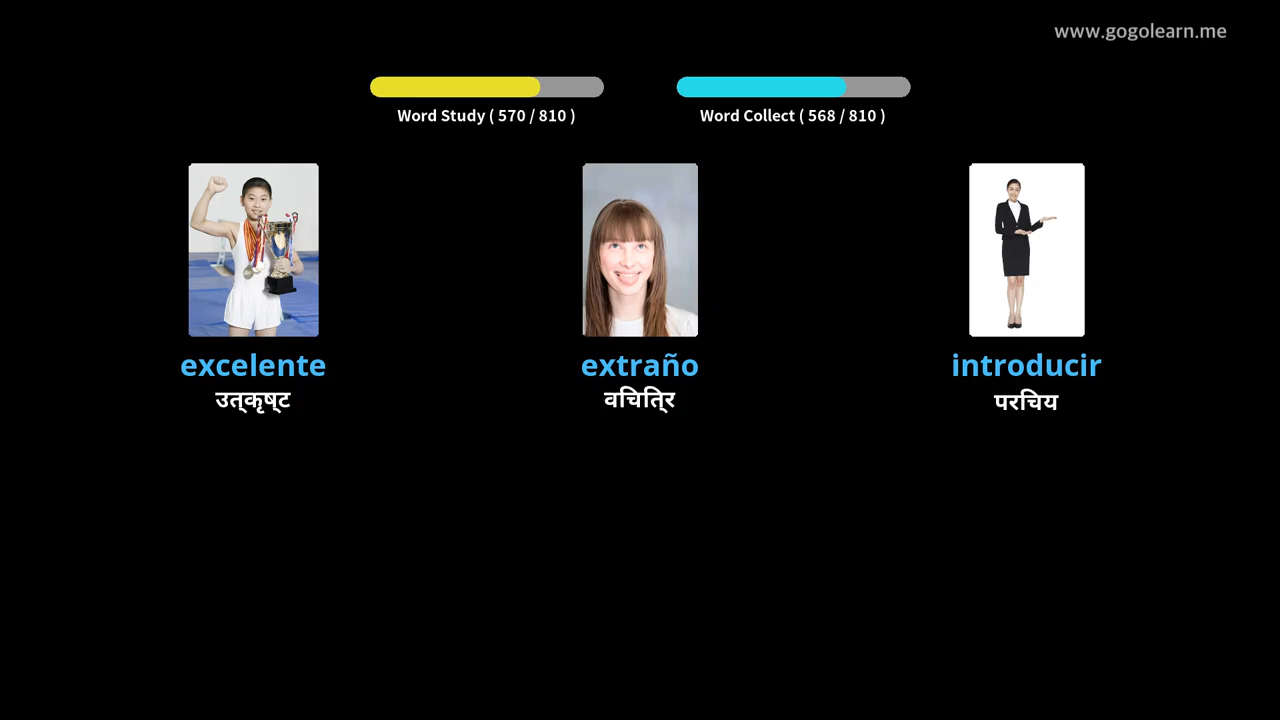 www.gogolearn.me
Word Study ( 570 / 810 )
Word Collect ( 568 / 810 )
excelente
extraño
introducir
उत्कृष्ट
वचित्रि
परचिय